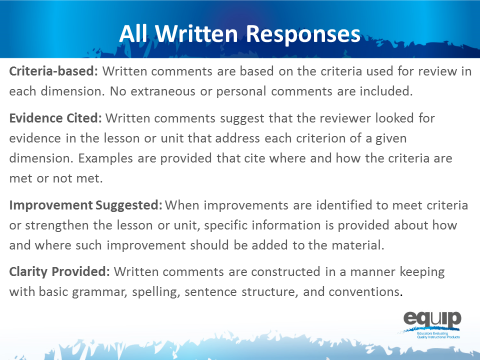 All Written Responses
Criteria-based: Written comments are based on the criteria used for review in
each dimension. No extraneous or personal comments are included.
Evidence Cited: Written comments suggest that the reviewer looked for
evidence in the lesson or unit that address each criterion of a given
dimension. Examples are provided that cite where and how the criteria are
met or not met.
Improvement Suggested: When improvements are identified to meet criteria
or strengthen the lesson or unit, specific information is provided about how
and where such improvement should be added to the material.
Clarity Provided: Written comments are constructed in a manner keeping
with basic grammar, spelling, sentence structure, and conventions.
equip
Educators Evaluating
Quality Instructional Products